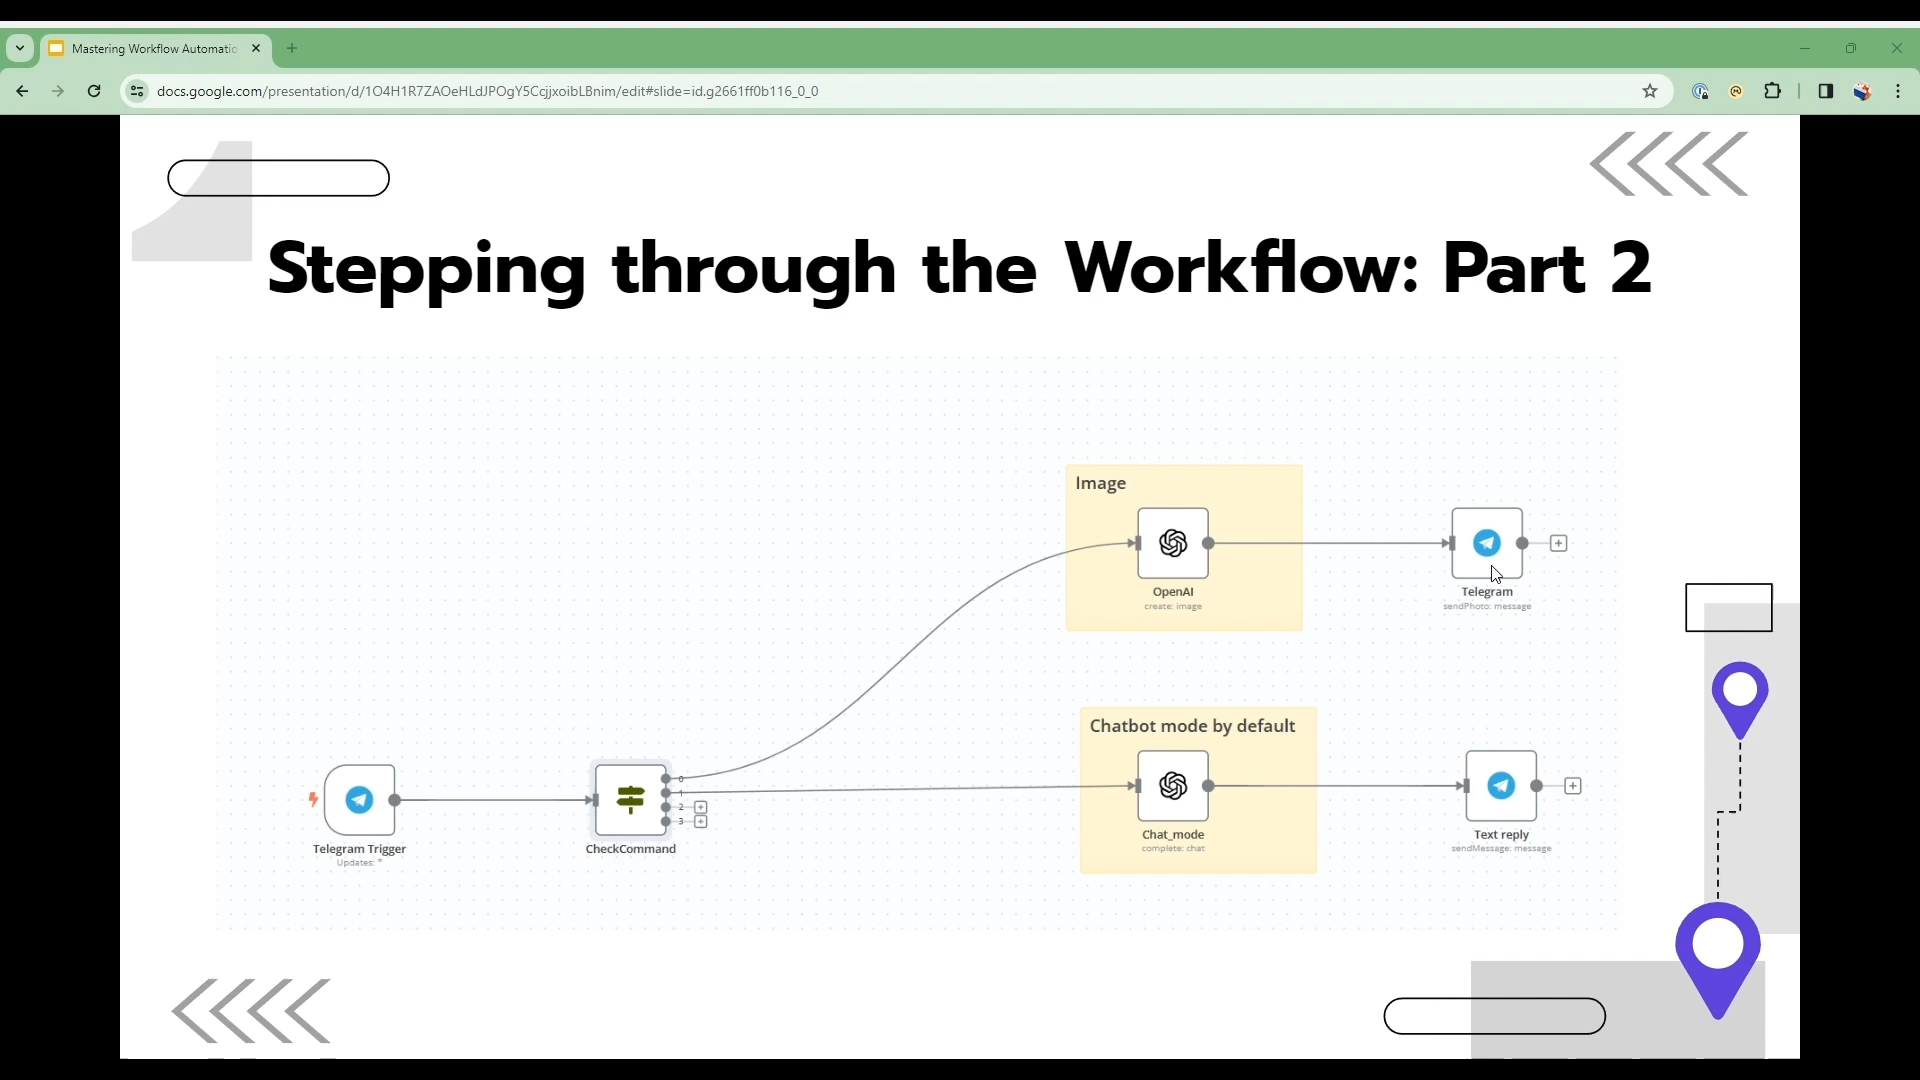 Mastering Workflow Automatio
docs.google.com/presentation/d/1O4H1R7ZAOeHLdJPOgY5CcjjxoibLBnim/edit#slide=id.g2661ff0b116_0_0
Stepping through the Workflow: Part 2
Image
OpenAI
create: image
Telegram
sendPhoto: message
Chatbot mode by default
0
1
2
3
Telegram Trigger
Updates: *
CheckCommand
Chat_mode
complete: chat
Text reply
sendMessage: message